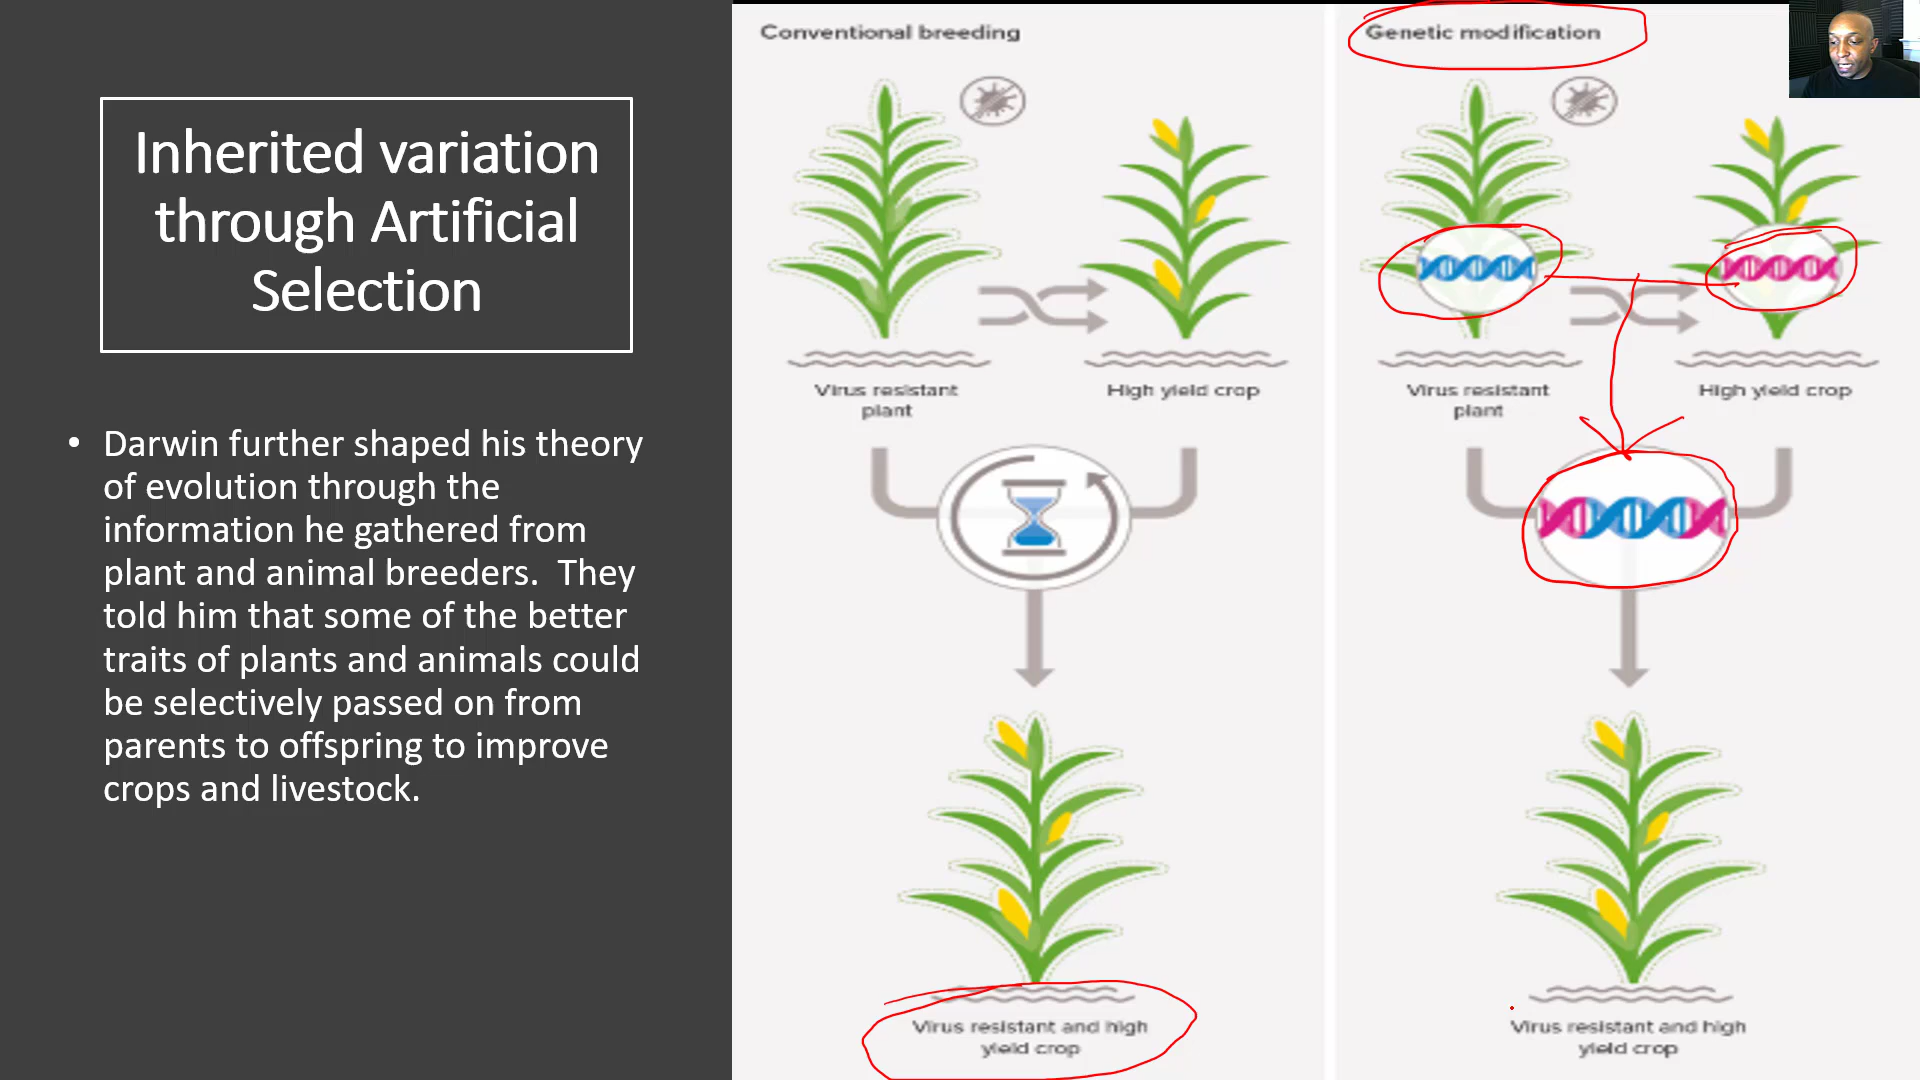 Inherited variation
through Artificial
Selection
• Darwin further shaped his theory
of evolution through the
information he gathered from
plant and animal breeders.  They
told him that some of the better
traits of plants and animals could
be selectively passed on from
parents to offspring to improve
crops and livestock.
Conventional breeding
Virus resistant
plant
High yield crop
Virus resistant and high
yield crop
Genetic modification
Virus resistant
plant
High yield crop
Virus resistant and high
yield crop